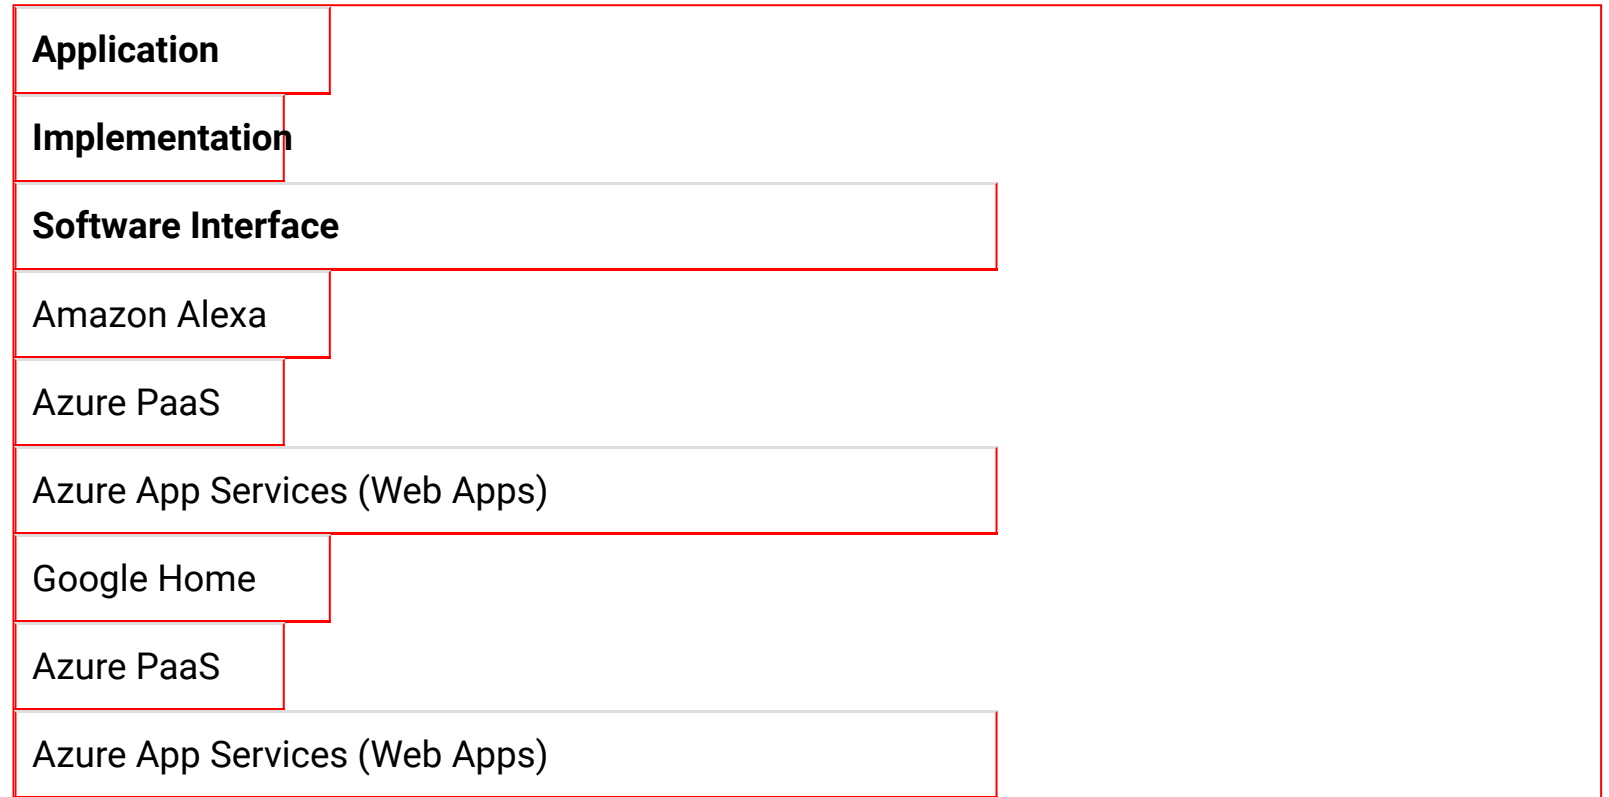 Application
Implementation
Software Interface
Amazon Alexa
Azure PaaS
Azure App Services (Web Apps)
Google Home
Azure PaaS
Azure App Services (Web Apps)